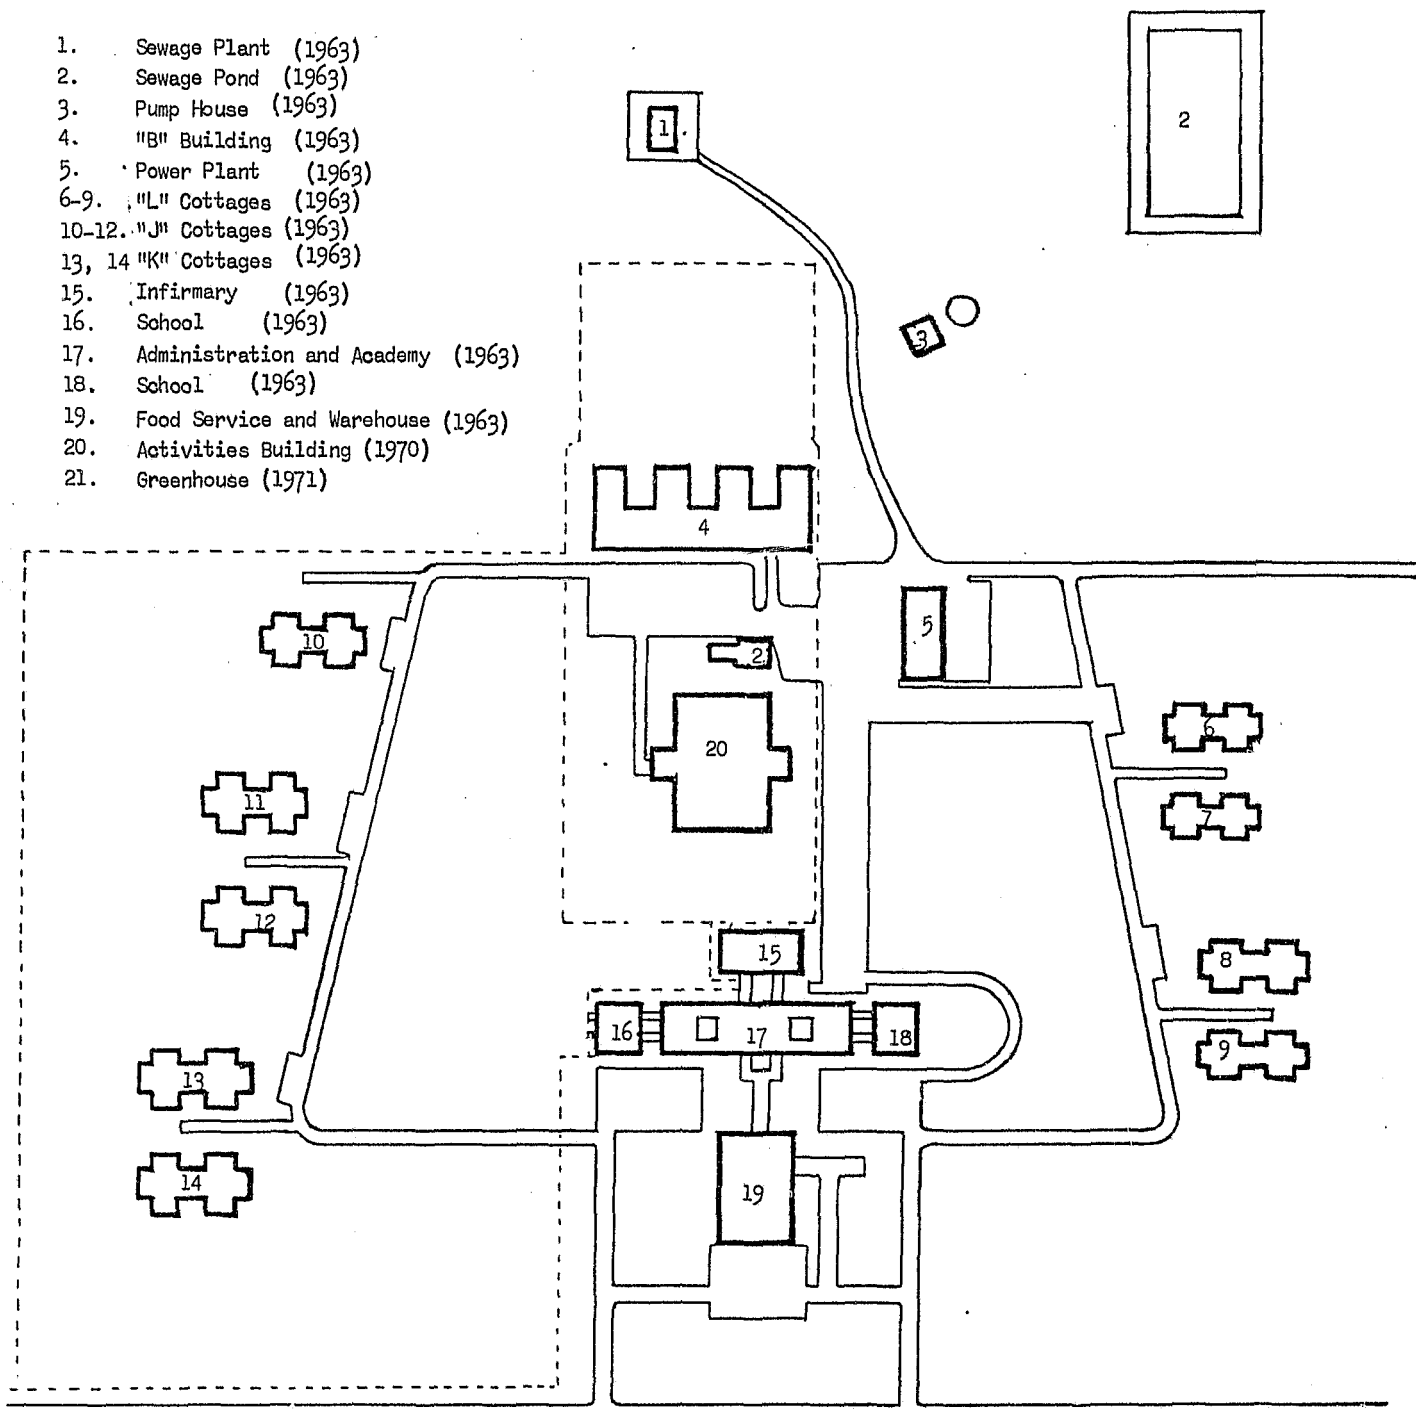 1. Sewage Plant (1963)
2. Sewage Pond (1963)
3. Pump House (1963)
4. "B" Building (1963)
5. Power Plant (1963)
6-9. "L" Cottages (1963)
10-12. "J" Cottages (1963)
13, 14 "K" Cottages (1963)
15. Infirmary (1963)
16. School (1963)
17. Administration and Academy (1963)
18. School (1963)
19. Food Service and Warehouse (1963)
20. Activities Building (1970)
21. Greenhouse (1971)
1
2
3
4
5
10
2
6
20
11
7
12
15
8
16
17
18
9
13
14
19